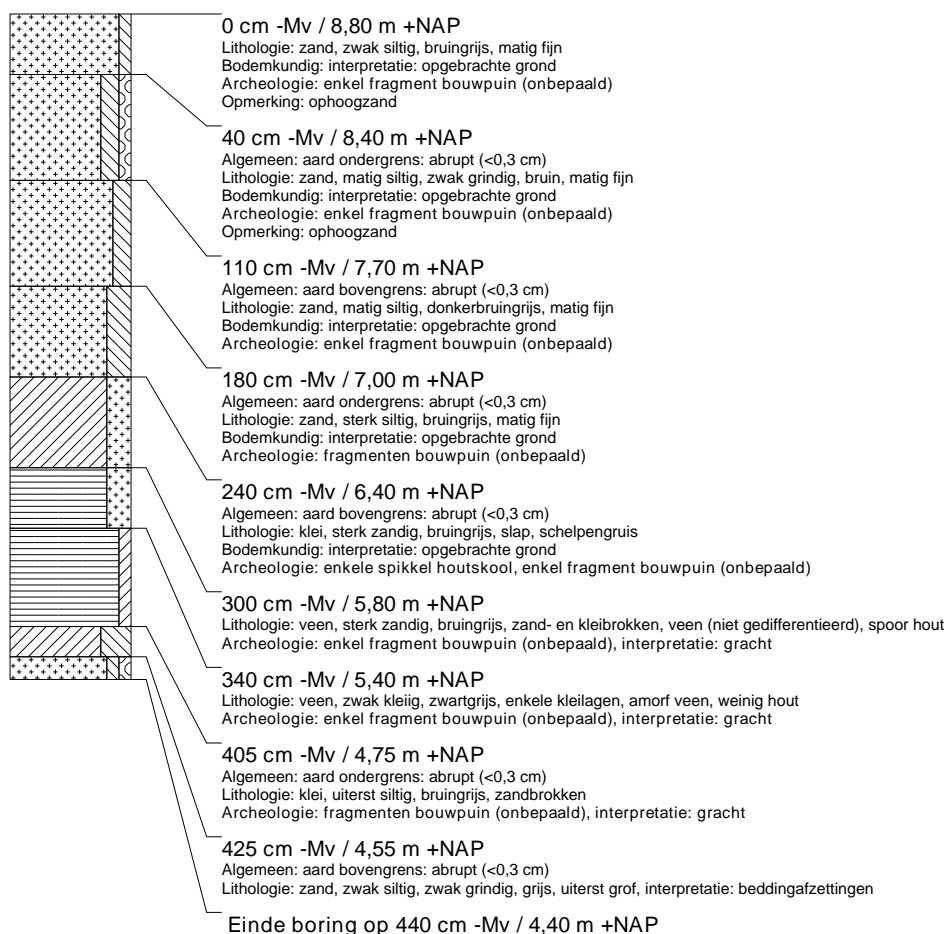 0 cm -Mv / 8,80 m +NAP
Lithologie: zand, zwak siltig, bruingrijs, matig fijn
Bodemkundig: interpretatie: opgebrachte grond
Archeologie: enkel fragment bouwpuin (onbepaald)
Opmerking: ophoogzand
40 cm -Mv / 8,40 m +NAP
Algemeen: aard ondergrens: abrupt (<0,3 cm)
Lithologie: zand, matig siltig, zwak grindig, bruin, matig fijn
Bodemkundig: interpretatie: opgebrachte grond
Archeologie: enkel fragment bouwpuin (onbepaald)
Opmerking: ophoogzand
110 cm -Mv / 7,70 m +NAP
Algemeen: aard bovengrens: abrupt (<0,3 cm)
Lithologie: zand, matig siltig, donkerbruingrijs, matig fijn
Bodemkundig: interpretatie: opgebrachte grond
Archeologie: enkel fragment bouwpuin (onbepaald)
180 cm -Mv / 7,00 m +NAP
Algemeen: aard ondergrens: abrupt (<0,3 cm)
Lithologie: zand, sterk siltig, bruingrijs, matig fijn
Bodemkundig: interpretatie: opgebrachte grond
Archeologie: fragmenten bouwpuin (onbepaald)
240 cm -Mv / 6,40 m +NAP
Algemeen: aard bovengrens: abrupt (<0,3 cm)
Lithologie: klei, sterk zandig, bruingrijs, slap, schelpengruis
Bodemkundig: interpretatie: opgebrachte grond
Archeologie: enkele spikkel houtskool, enkel fragment bouwpuin (onbepaald)
300 cm -Mv / 5,80 m +NAP
Lithologie: veen, sterk zandig, bruingrijs, zand- en kleibrokken, veen (niet gedifferentieerd), spoor hout
Archeologie: enkel fragment bouwpuin (onbepaald), interpretatie: gracht
340 cm -Mv / 5,40 m +NAP
Lithologie: veen, zwak kleiig, zwartgrijs, enkele kleilagen, amorf veen, weinig hout
Archeologie: enkel fragment bouwpuin (onbepaald), interpretatie: gracht
405 cm -Mv / 4,75 m +NAP
Algemeen: aard ondergrens: abrupt (<0,3 cm)
Lithologie: klei, uiterst siltig, bruingrijs, zandbrokken
Archeologie: fragmenten bouwpuin (onbepaald), interpretatie: gracht
425 cm -Mv / 4,55 m +NAP
Algemeen: aard bovengrens: abrupt (<0,3 cm)
Lithologie: zand, zwak siltig, zwak grindig, grijs, uiterst grof, interpretatie: beddingafzettingen
Einde boring op 440 cm -Mv / 4,40 m +NAP